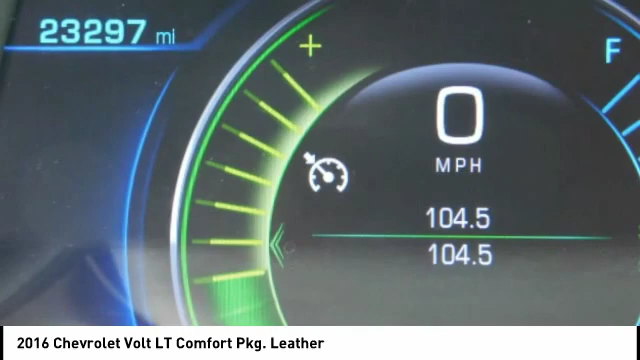 23297 mi
+
F
0
MPH
104.5
104.5
2016 Chevrolet Volt LT Comfort Pkg. Leather